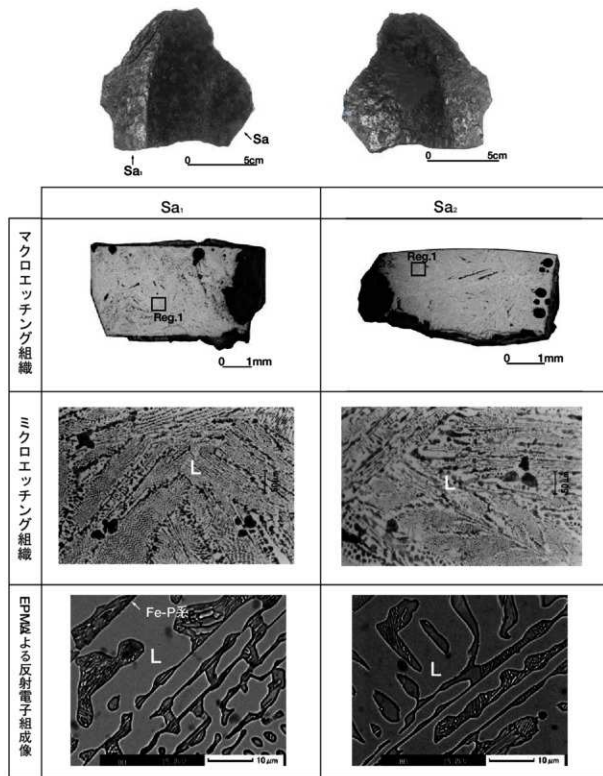 Sa₁
0 5cm
Sa
0 5cm
Sa₁
Sa₂
マクロエッチング組織
Reg.1
0 1mm
Reg.1
0 1mm
ミクロエッチング組織
L
L
EPMAによる反射電子組成像
Fe-P系
L
10μm
L
10μm